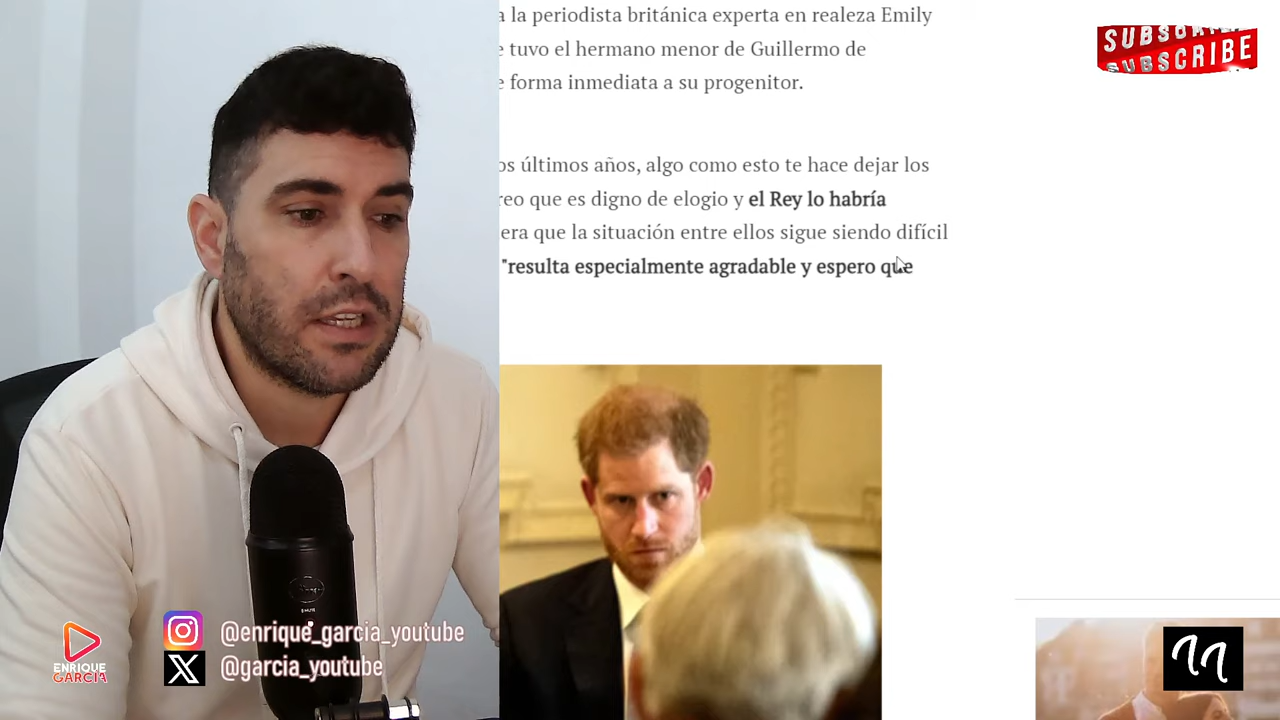 a la periodista británica experta en realeza Emily
e tuvo el hermano menor de Guillermo de
e forma inmediata a su progenitor.
os últimos años, algo como esto te hace dejar los
reo que es digno de elogio y el Rey lo habría
era que la situación entre ellos sigue siendo difícil
"resulta especialmente agradable y espero que
SUBSCRIBE
SUBSCRIBE
@enrique_garcia_youtube
@garcia_youtube
ENRIQUE
GARCIA